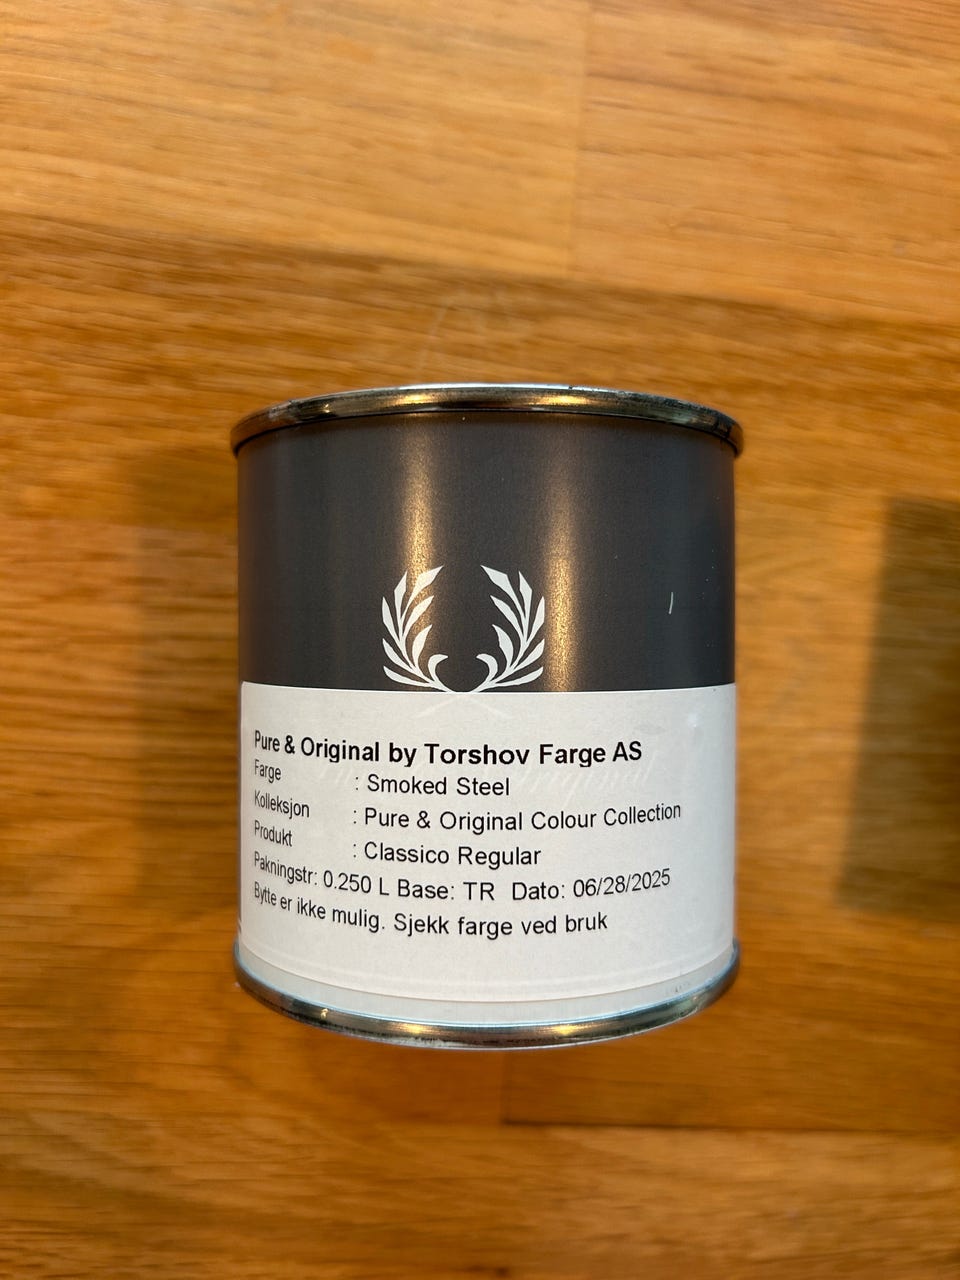 Pure & Original by Torshov Farge AS
Farge : Smoked Steel
Kolleksjon : Pure & Original Colour Collection
Produkt : Classico Regular
Pakningstr: 0.250 L Base: TR Dato: 06/28/2025
Bytte er ikke mulig. Sjekk farge ved bruk